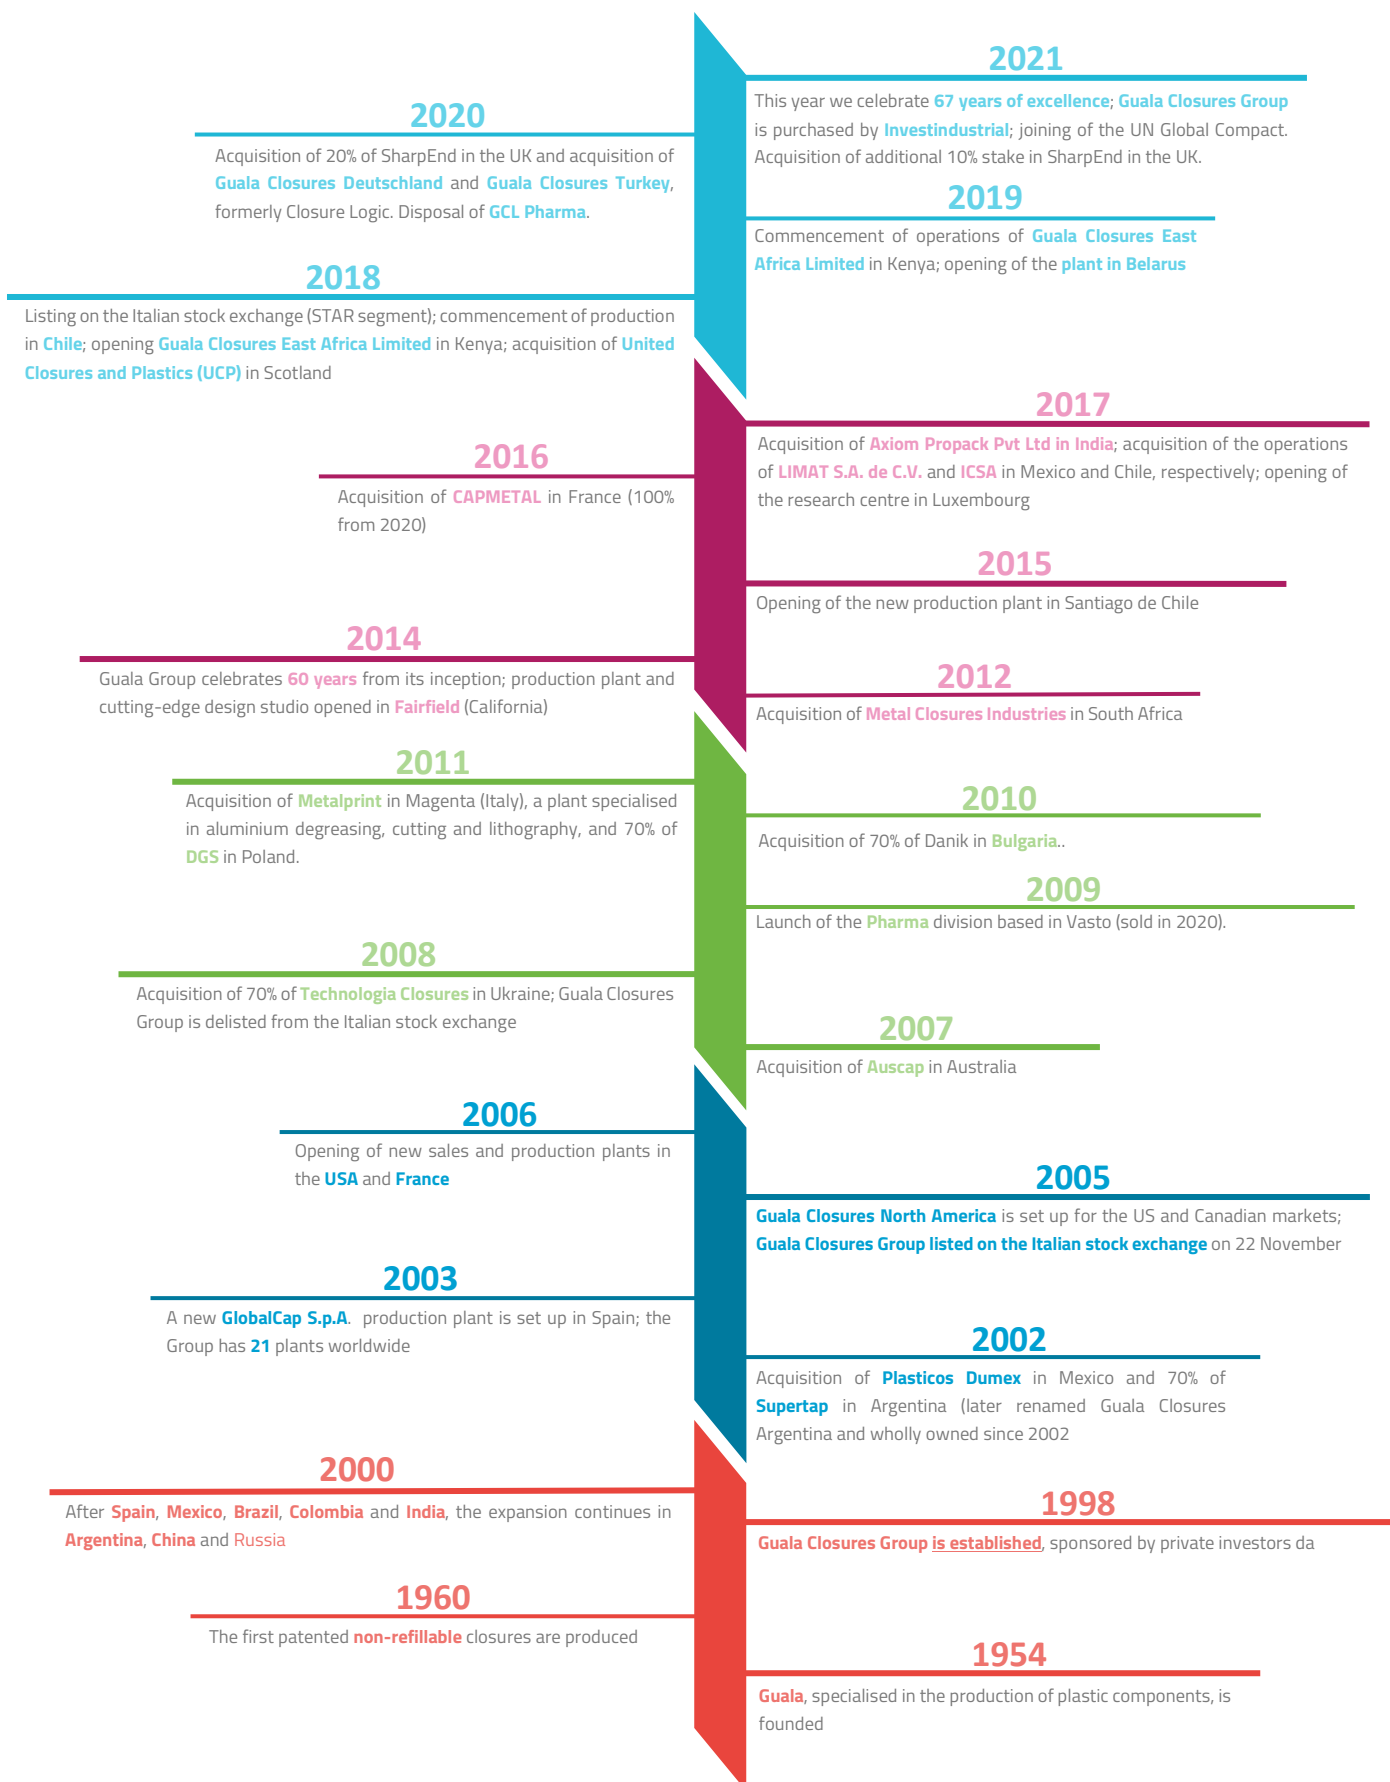 2021
This year we celebrate 67 years of excellence; Guala Closures Group
is purchased by Investindustrial; joining of the UN Global Compact.
Acquisition of additional 10% stake in SharpEnd in the UK.
2020
Acquisition of 20% of SharpEnd in the UK and acquisition of
Guala Closures Deutschland and Guala Closures Turkey,
formerly Closure Logic. Disposal of GCL Pharma.
2019
Commencement of operations of Guala Closures East
Africa Limited in Kenya; opening of the plant in Belarus
2018
Listing on the Italian stock exchange (STAR segment); commencement of production
in Chile; opening Guala Closures East Africa Limited in Kenya; acquisition of United
Closures and Plastics (UCP) in Scotland
2017
Acquisition of Axiom Propack Pvt Ltd in India; acquisition of the operations
of LIMAT S.A. de C.V. and ICSA in Mexico and Chile, respectively; opening of
the research centre in Luxembourg
2016
Acquisition of CAPMETAL in France (100%
from 2020)
2015
Opening of the new production plant in Santiago de Chile
2014
Guala Group celebrates 60 years from its inception; production plant and
cutting-edge design studio opened in Fairfield (California)
2012
Acquisition of Metal Closures Industries in South Africa
2011
Acquisition of Metalprint in Magenta (Italy), a plant specialised
in aluminium degreasing, cutting and lithography, and 70% of
DGS in Poland.
2010
Acquisition of 70% of Danik in Bulgaria..
2009
Launch of the Pharma division based in Vasto (sold in 2020).
2008
Acquisition of 70% of Technologia Closures in Ukraine; Guala Closures
Group is delisted from the Italian stock exchange
2007
Acquisition of Auscap in Australia
2006
Opening of new sales and production plants in
the USA and France
2005
Guala Closures North America is set up for the US and Canadian markets;
Guala Closures Group listed on the Italian stock exchange on 22 November
2003
A new GlobalCap S.p.A. production plant is set up in Spain; the
Group has 21 plants worldwide
2002
Acquisition of Plasticos Dumex in Mexico and 70% of
Supertap in Argentina (later renamed Guala Closures
Argentina and wholly owned since 2002
2000
After Spain, Mexico, Brazil, Colombia and India, the expansion continues in
Argentina, China and Russia
1998
Guala Closures Group is established, sponsored by private investors da
1960
The first patented non-refillable closures are produced
1954
Guala, specialised in the production of plastic components, is
founded